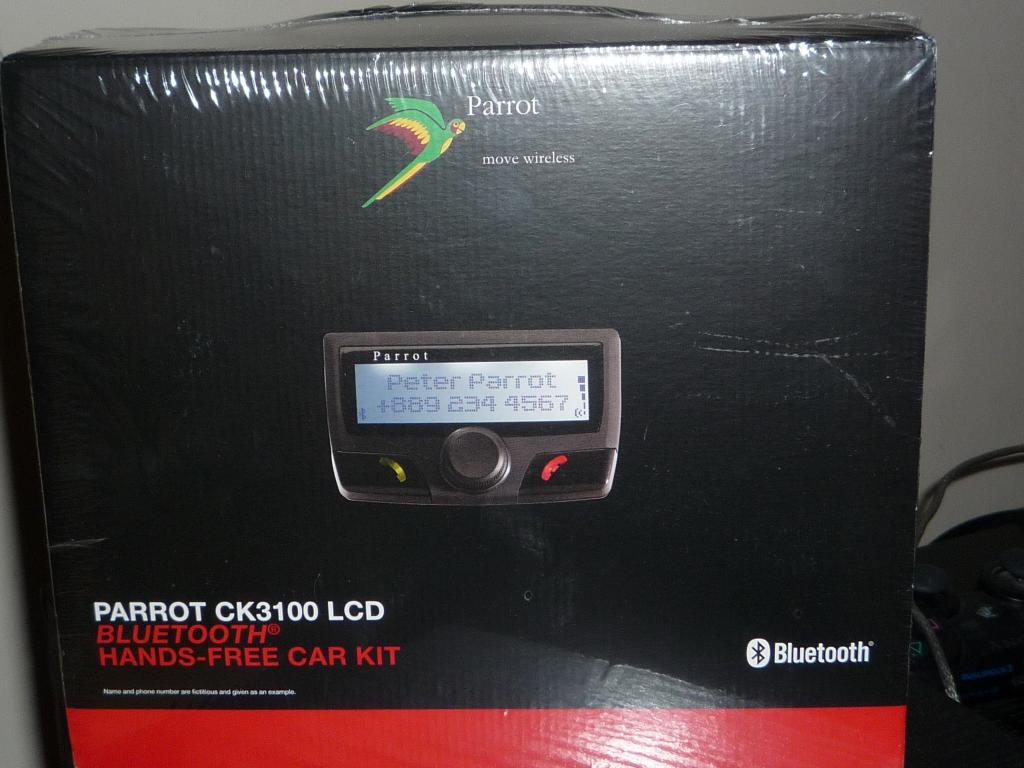 Parrot
move wireless
Parrot
Peter Parrot
+889 234 4567
PARROT CK3100 LCD
BLUETOOTH®
HANDS-FREE CAR KIT
Bluetooth®
Name and phone number are fictitious and given as an example.